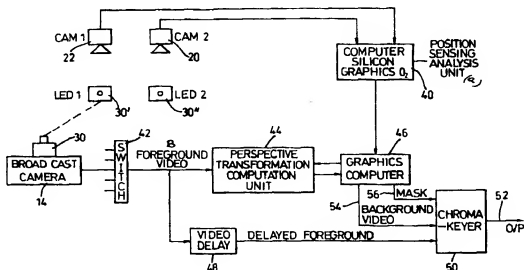 CAM 1
22
CAM 2
20
COMPUTER
SILICON
GRAPHICS O2
40
POSITION
SENSING
ANALYSIS
UNIT
(a)
LED 1
30'
LED 2
30"
30
BROAD CAST
CAMERA
14
42
SWITCH
B
FOREGROUND
VIDEO
44
PERSPECTIVE
TRANSFORMATION
COMPUTATION
UNIT
46
GRAPHICS
COMPUTER
54
56
MASK
BACKGROUND
VIDEO
VIDEO
DELAY
48
DELAYED FOREGROUND
CHROMA
-KEYER
50
52
O/P